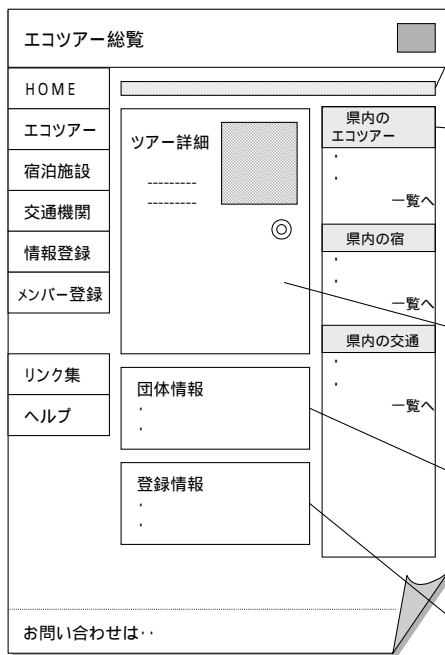 エコツアー総覧
HOME
エコツアー
宿泊施設
交通機関
情報登録
メンバー登録
リンク集
ヘルプ
ツアー詳細
団体情報
登録情報
県内の
エコツアー
一覧へ
県内の宿
一覧へ
県内の交通
一覧へ
お問い合わせは‥